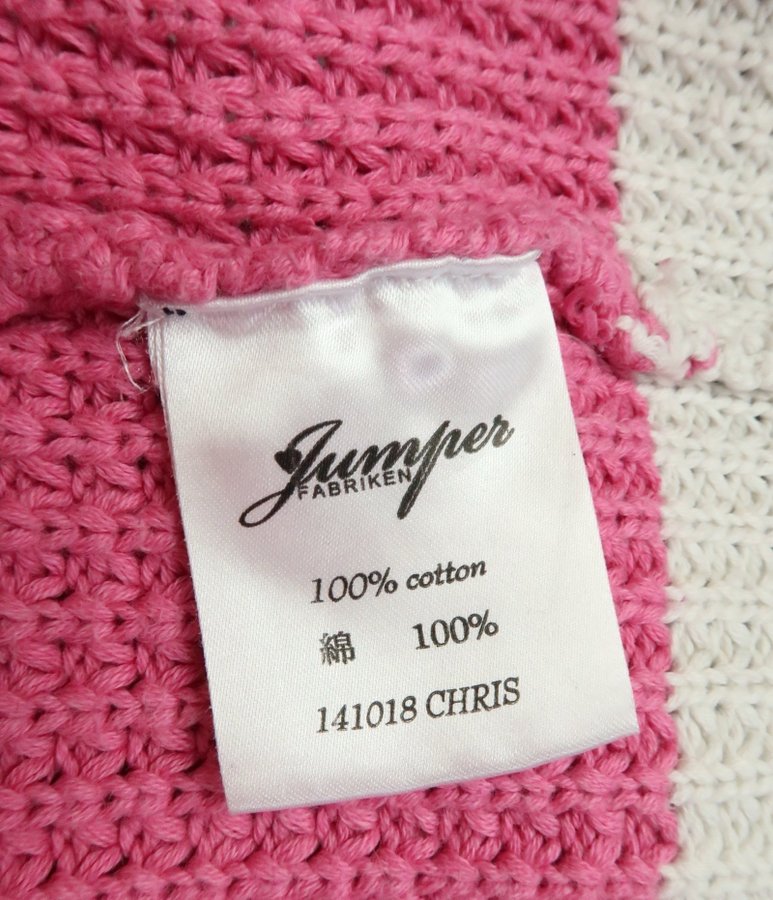 Jumper
FABRIKEN
100% cotton
綿 100%
141018 CHRIS